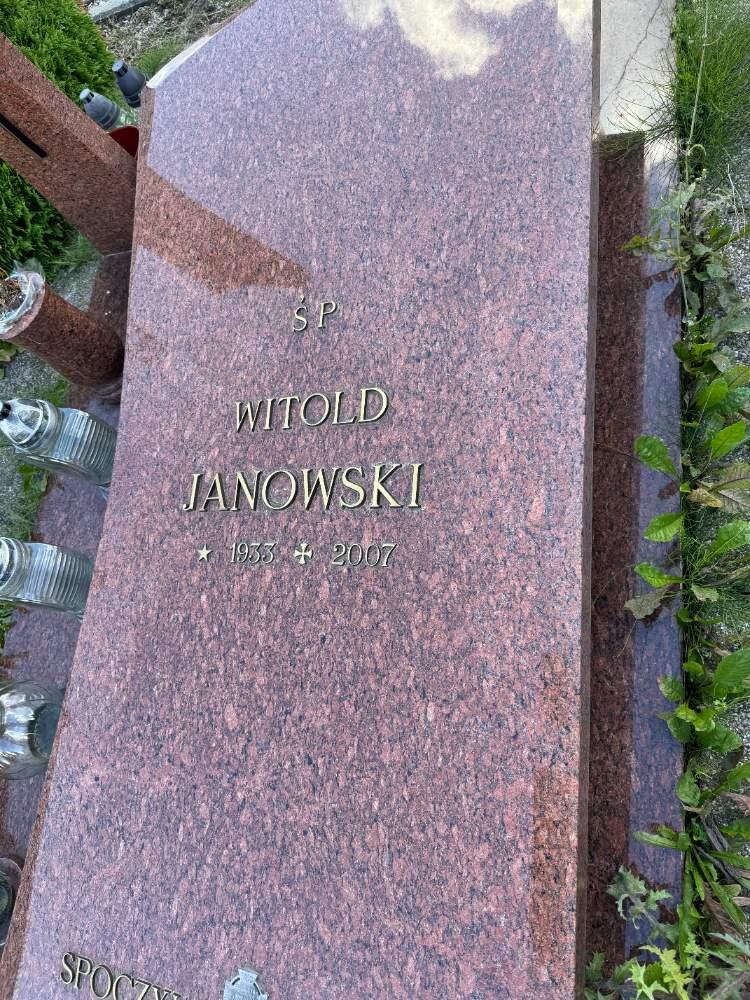 ŚP
WITOLD
JANOWSKI
★ 1933 ✠ 2007